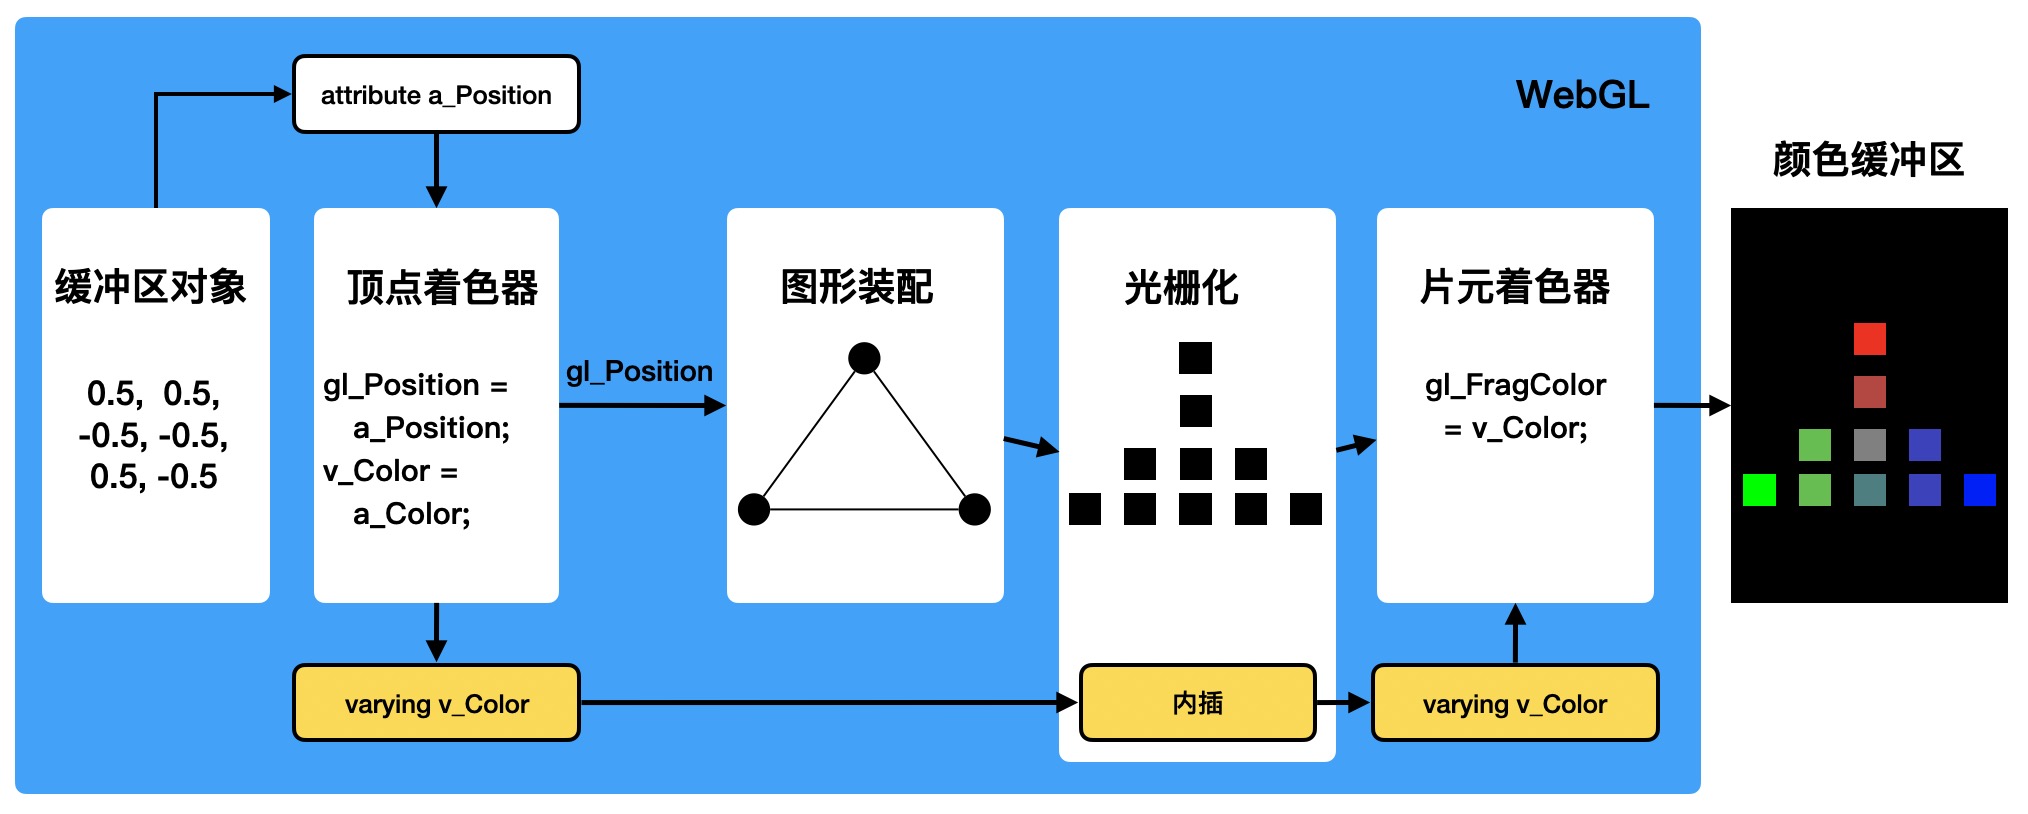 attribute a_Position
WebGL
颜色缓冲区
缓冲区对象
0.5, 0.5,
-0.5, -0.5,
0.5, -0.5
顶点着色器
gl_Position =
a_Position;
v_Color =
a_Color;
gl_Position
图形装配
光栅化
片元着色器
gl_FragColor
= v_Color;
varying v_Color
内插
varying v_Color